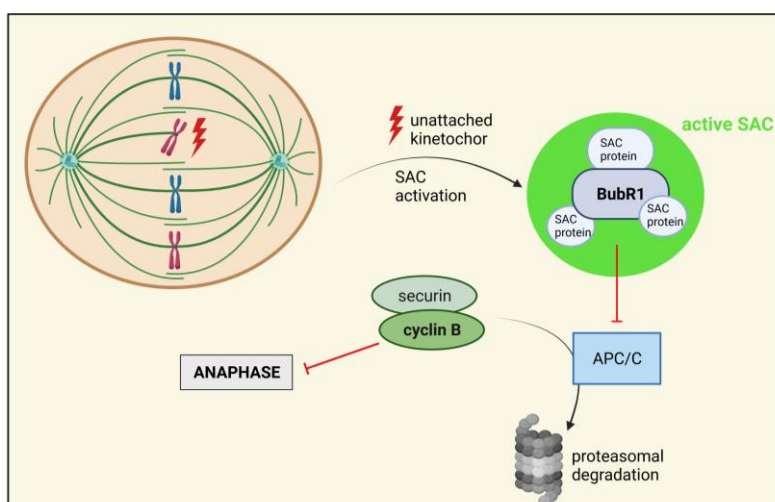 unattached
kinetochor
SAC
activation
active SAC
SAC
protein
BubR1
SAC
protein
SAC
protein
securin
cyclin B
ANAPHASE
APC/C
proteasomal
degradation